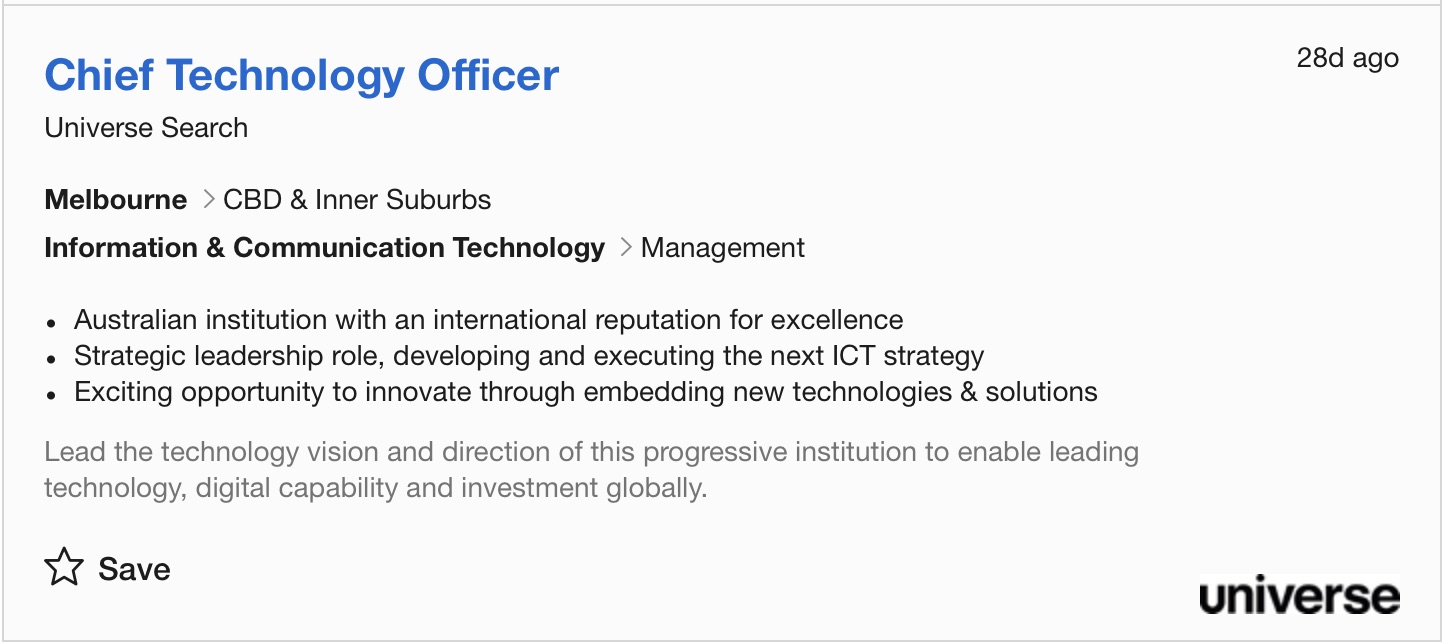 Chief Technology Officer
28d ago
Universe Search
Melbourne > CBD & Inner Suburbs
Information & Communication Technology > Management
• Australian institution with an international reputation for excellence
• Strategic leadership role, developing and executing the next ICT strategy
• Exciting opportunity to innovate through embedding new technologies & solutions
Lead the technology vision and direction of this progressive institution to enable leading
technology, digital capability and investment globally.
Save
universe